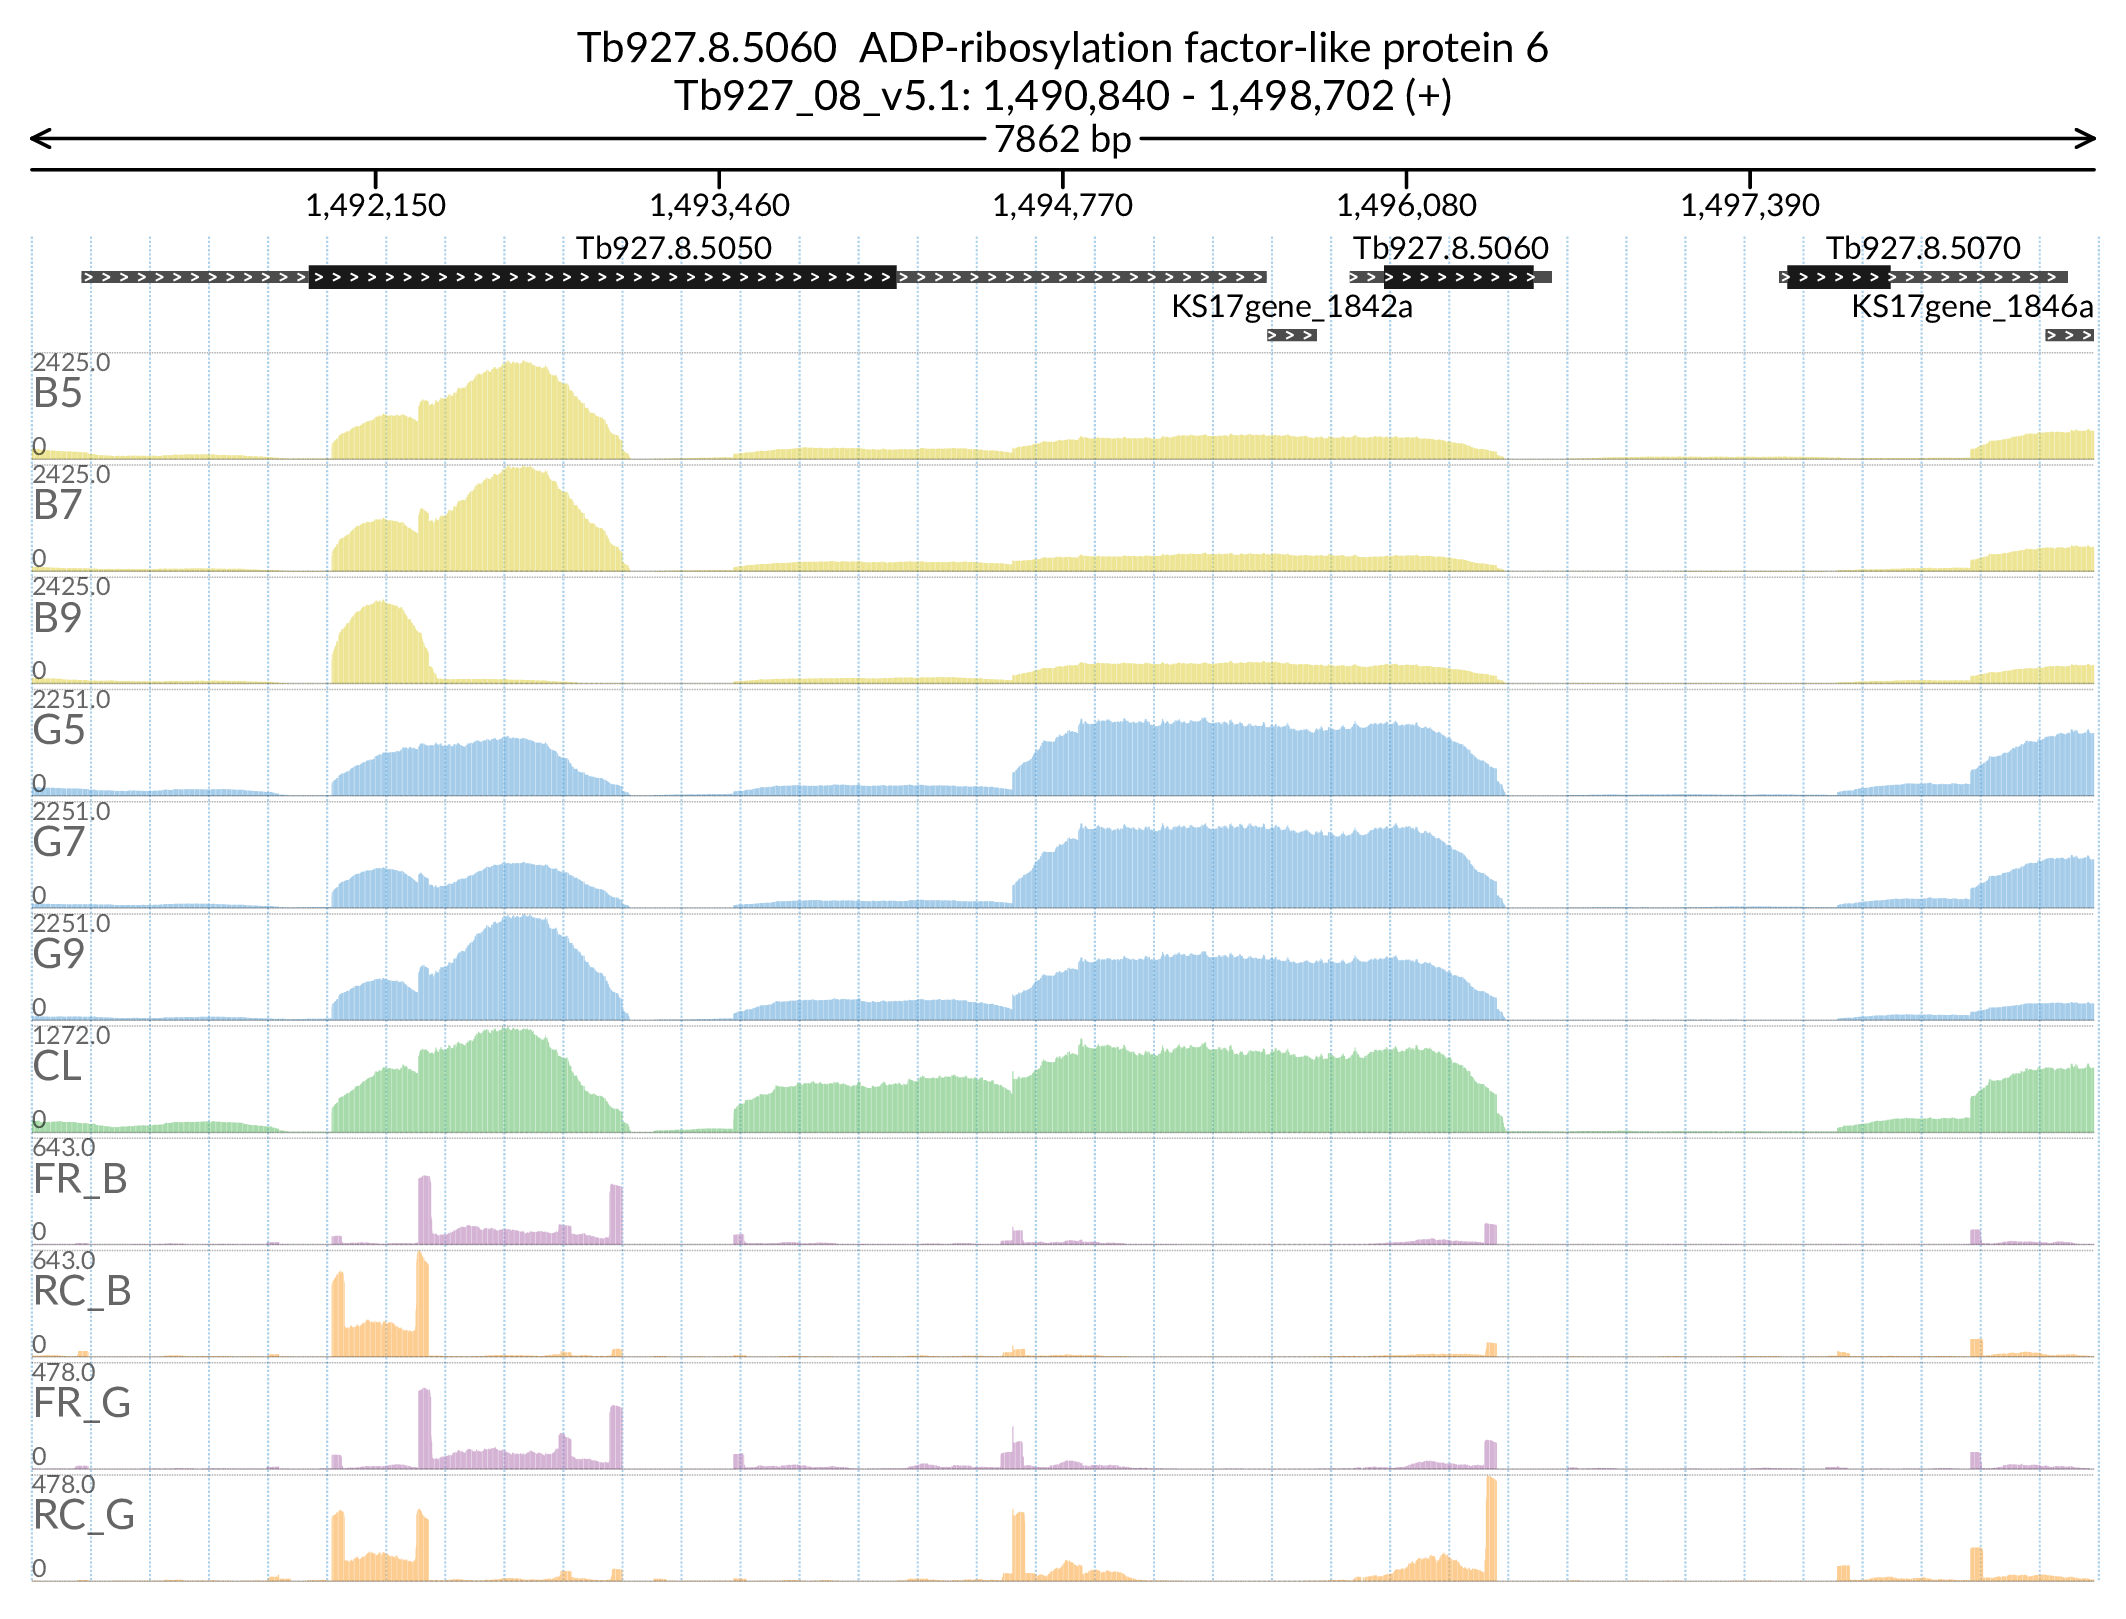 Tb927.8.5060 ADP-ribosylation factor-like protein 6
Tb927_08_v5.1: 1,490,840 - 1,498,702 (+)
7862 bp
1,492,150 1,493,460 1,494,770 1,496,080 1,497,390
Tb927.8.5050 Tb927.8.5060 Tb927.8.5070
KS17gene_1842a KS17gene_1846a
2425.0
B5
0
2425.0
B7
0
2425.0
B9
0
2251.0
G5
0
2251.0
G7
0
2251.0
G9
0
1272.0
CL
0
643.0
FR_B
0
643.0
RC_B
0
478.0
FR_G
0
478.0
RC_G
0